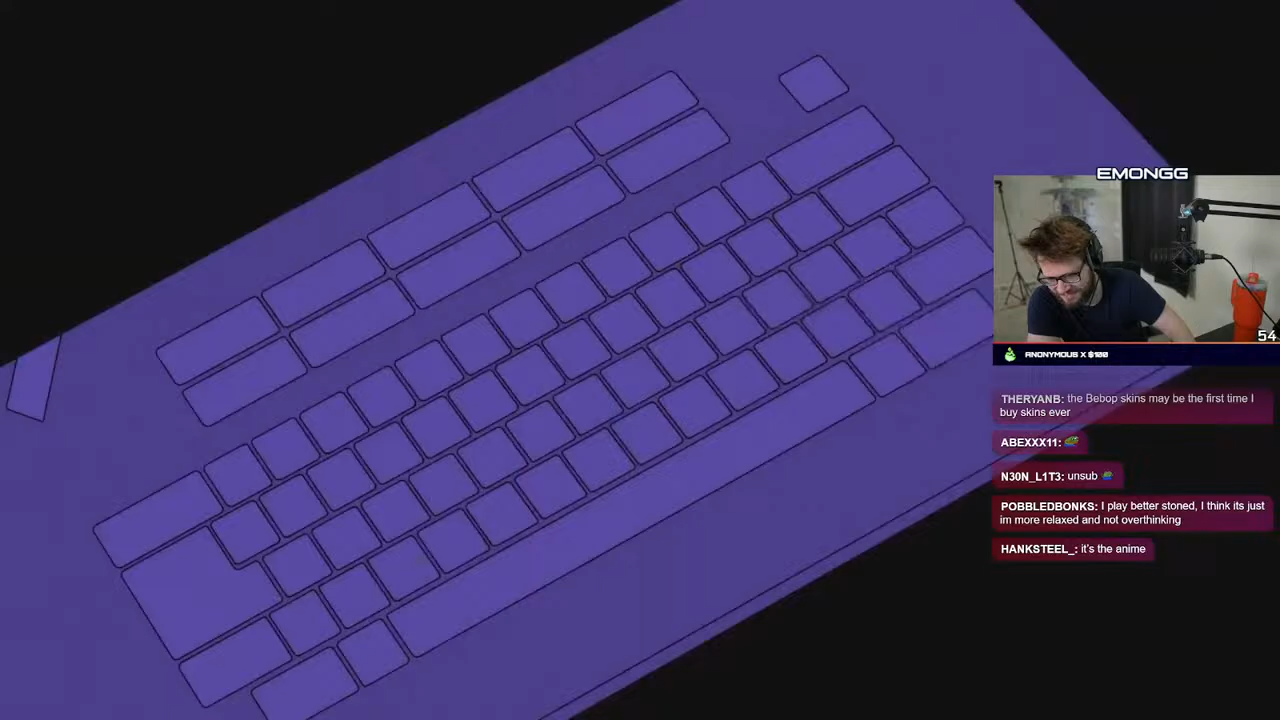 EMONGG
54
ANONYMOUS X $100
THERYANB: the Bebop skins may be the first time I
buy skins ever
ABEXXX11:
N30N_L1T3: unsub
POBBLEDBONKS: I play better stoned, I think its just
im more relaxed and not overthinking
HANKSTEEL_: it's the anime